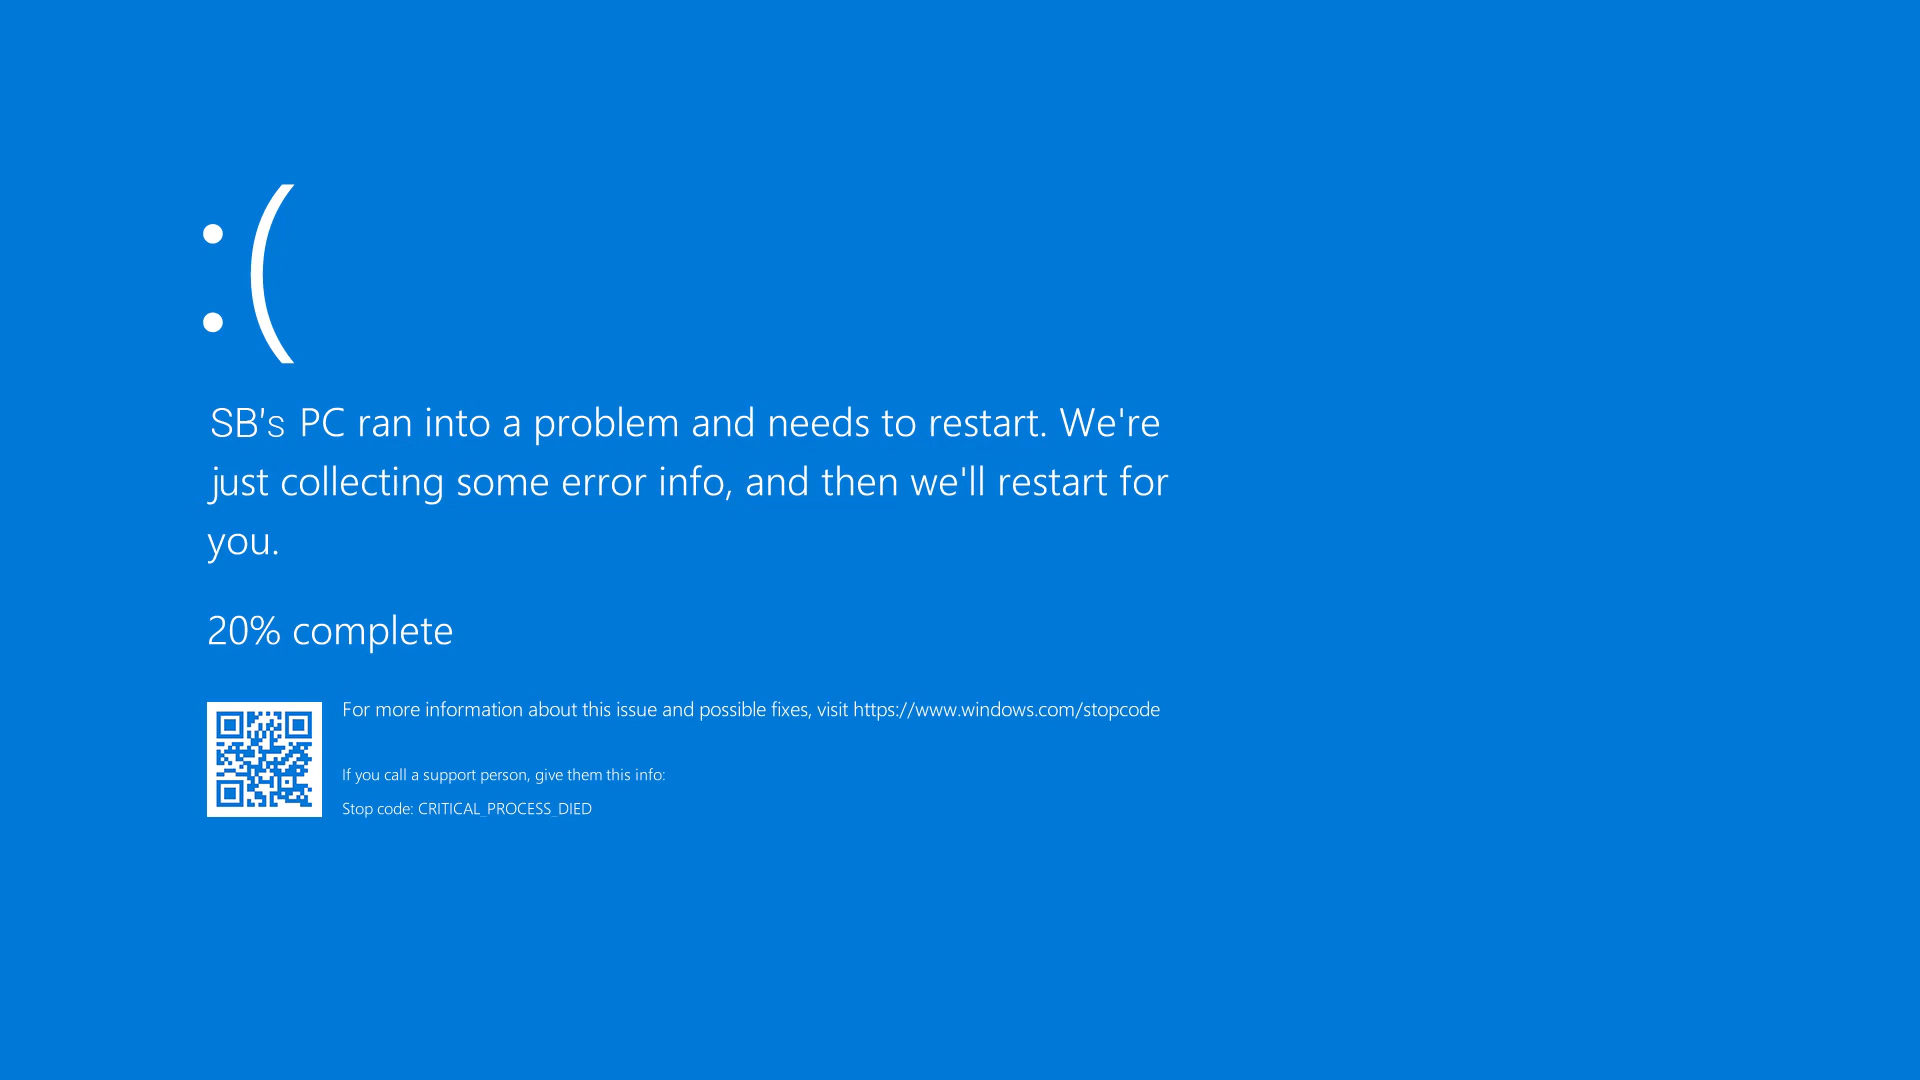 :(
SB's PC ran into a problem and needs to restart. We're
just collecting some error info, and then we'll restart for
you.
20% complete
For more information about this issue and possible fixes, visit https://www.windows.com/stopcode
If you call a support person, give them this info:
Stop code: CRITICAL_PROCESS_DIED